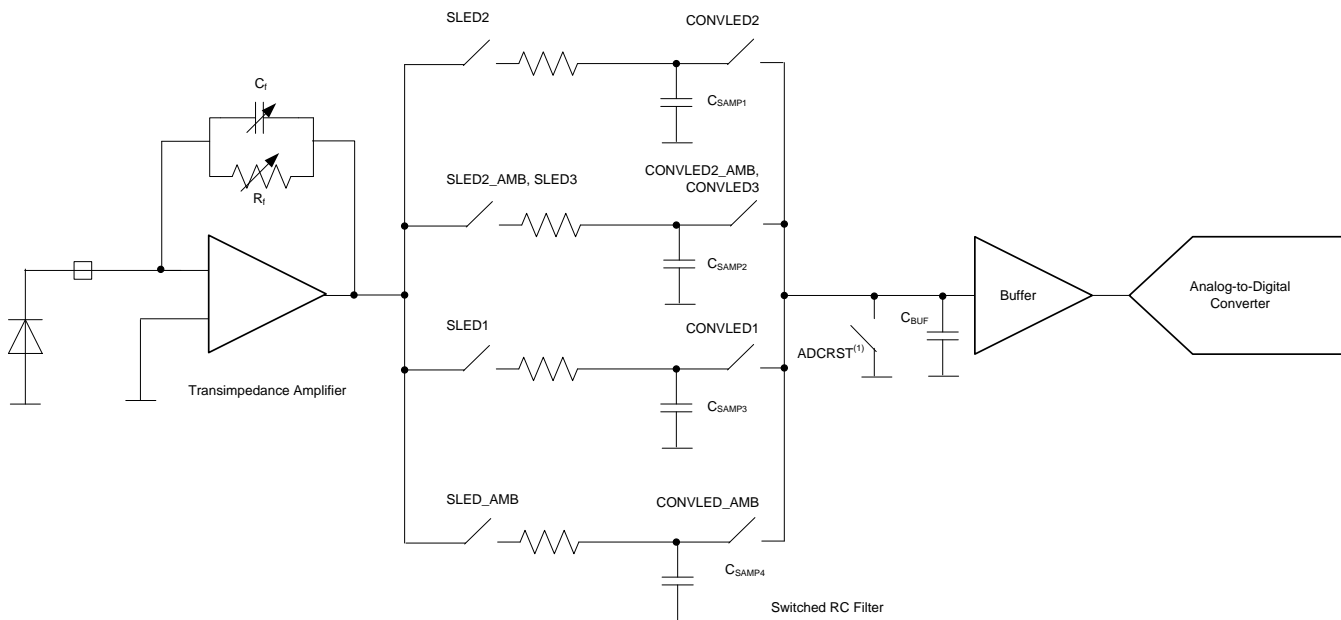 SLED2
CONVLED2
Cf
CSAMP1
Rf
SLED2_AMB, SLED3
CONVLED2_AMB,
CONVLED3
CSAMP2
Buffer
Analog-to-Digital
Converter
SLED1
CONVLED1
CBUF
ADCRST(1)
Transimpedance Amplifier
CSAMP3
SLED_AMB
CONVLED_AMB
CSAMP4
Switched RC Filter